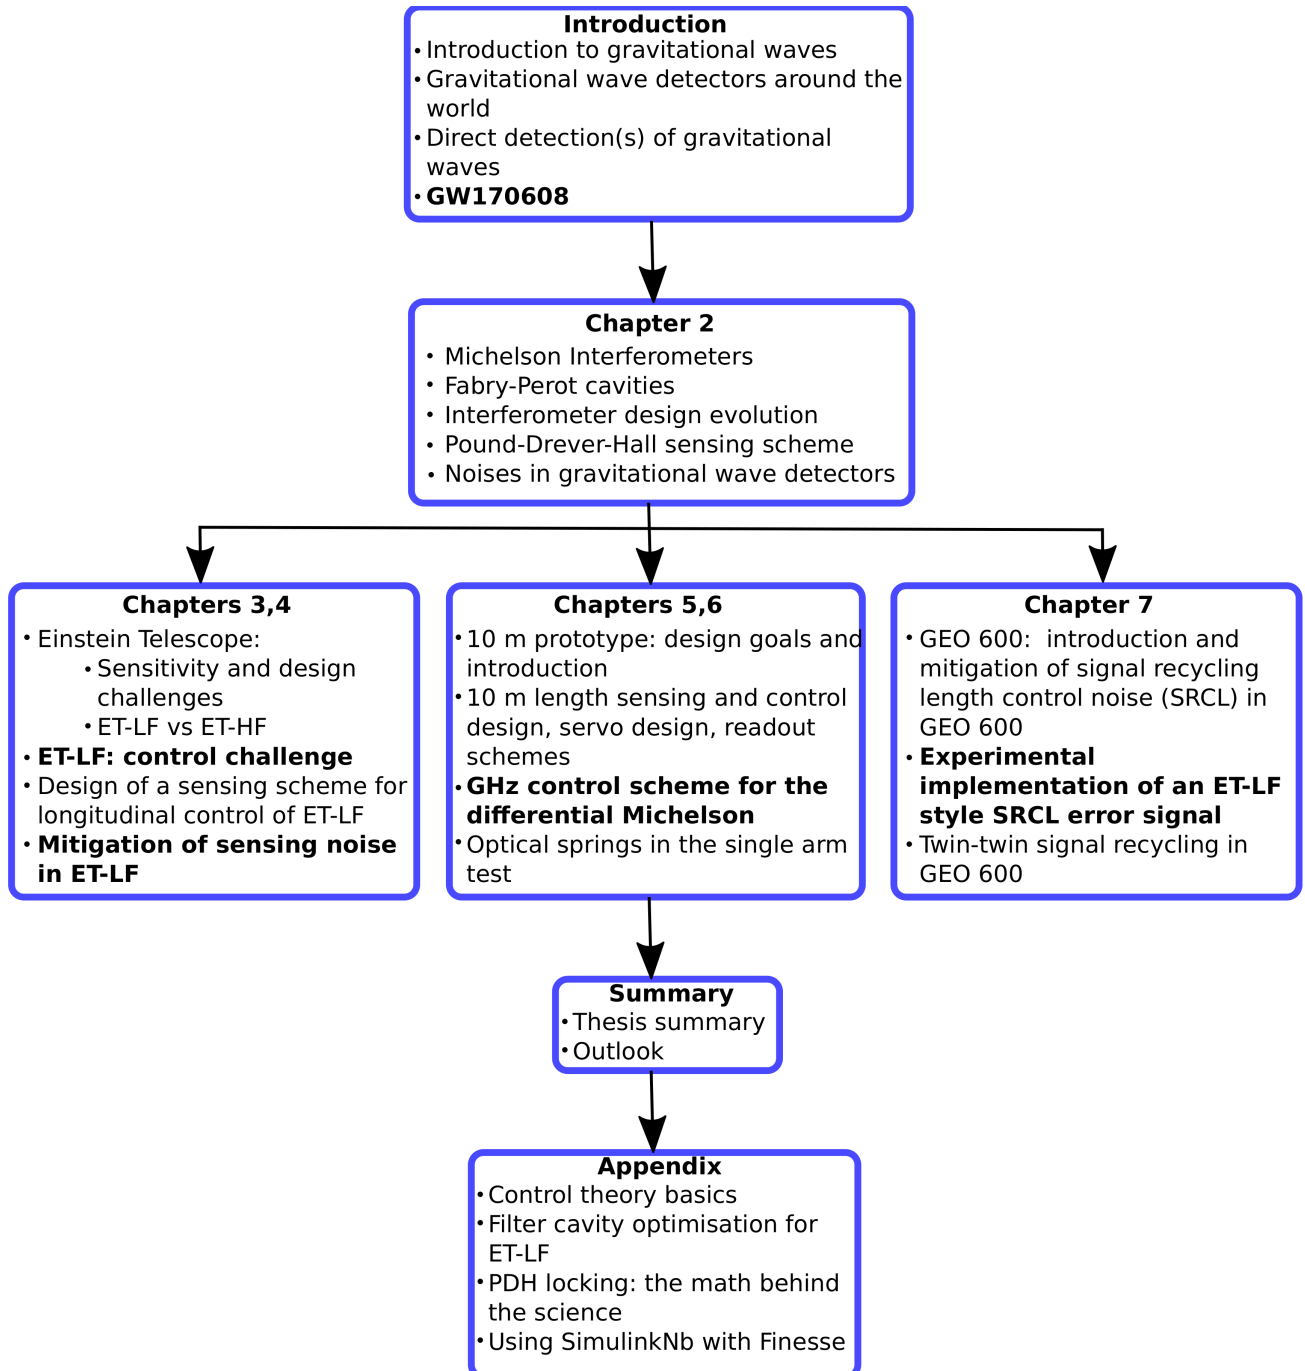 Introduction
• Introduction to gravitational waves
• Gravitational wave detectors around the
world
• Direct detection(s) of gravitational
waves
• GW170608
Chapter 2
• Michelson Interferometers
• Fabry-Perot cavities
• Interferometer design evolution
• Pound-Drever-Hall sensing scheme
• Noises in gravitational wave detectors
Chapters 3,4
• Einstein Telescope:
• Sensitivity and design
challenges
• ET-LF vs ET-HF
• ET-LF: control challenge
• Design of a sensing scheme for
longitudinal control of ET-LF
• Mitigation of sensing noise
in ET-LF
Chapters 5,6
• 10 m prototype: design goals and
introduction
• 10 m length sensing and control
design, servo design, readout
schemes
• GHz control scheme for the
differential Michelson
• Optical springs in the single arm
test
Chapter 7
• GEO 600:  introduction and
mitigation of signal recycling
length control noise (SRCL) in
GEO 600
• Experimental
implementation of an ET-LF
style SRCL error signal
• Twin-twin signal recycling in
GEO 600
Summary
• Thesis summary
• Outlook
Appendix
• Control theory basics
• Filter cavity optimisation for
ET-LF
• PDH locking: the math behind
the science
• Using SimulinkNb with Finesse